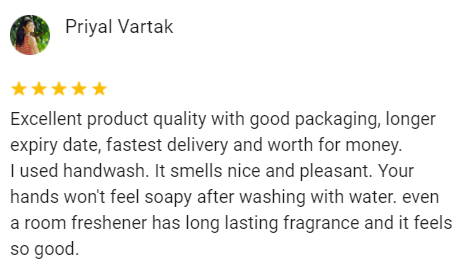 Priyal Vartak
Excellent product quality with good packaging, longer
expiry date, fastest delivery and worth for money.
I used handwash. It smells nice and pleasant. Your
hands won't feel soapy after washing with water. even
a room freshener has long lasting fragrance and it feels
so good.